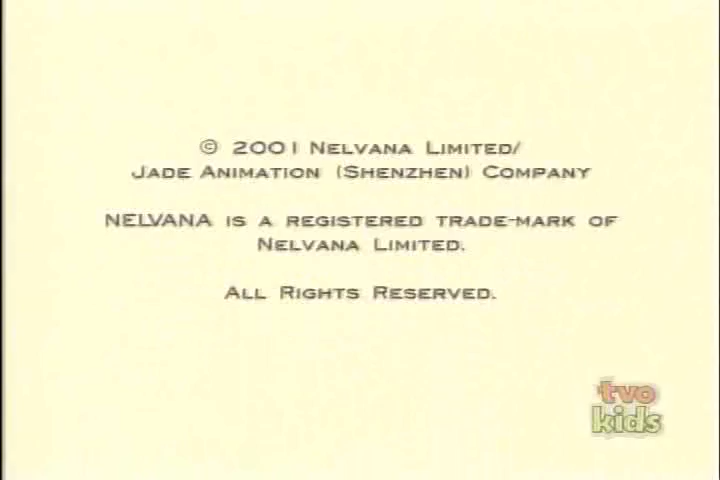 © 2001 NELVANA LIMITED/
JADE ANIMATION (SHENZHEN) COMPANY
NELVANA IS A REGISTERED TRADE-MARK OF
NELVANA LIMITED.
ALL RIGHTS RESERVED.
tvo
kids